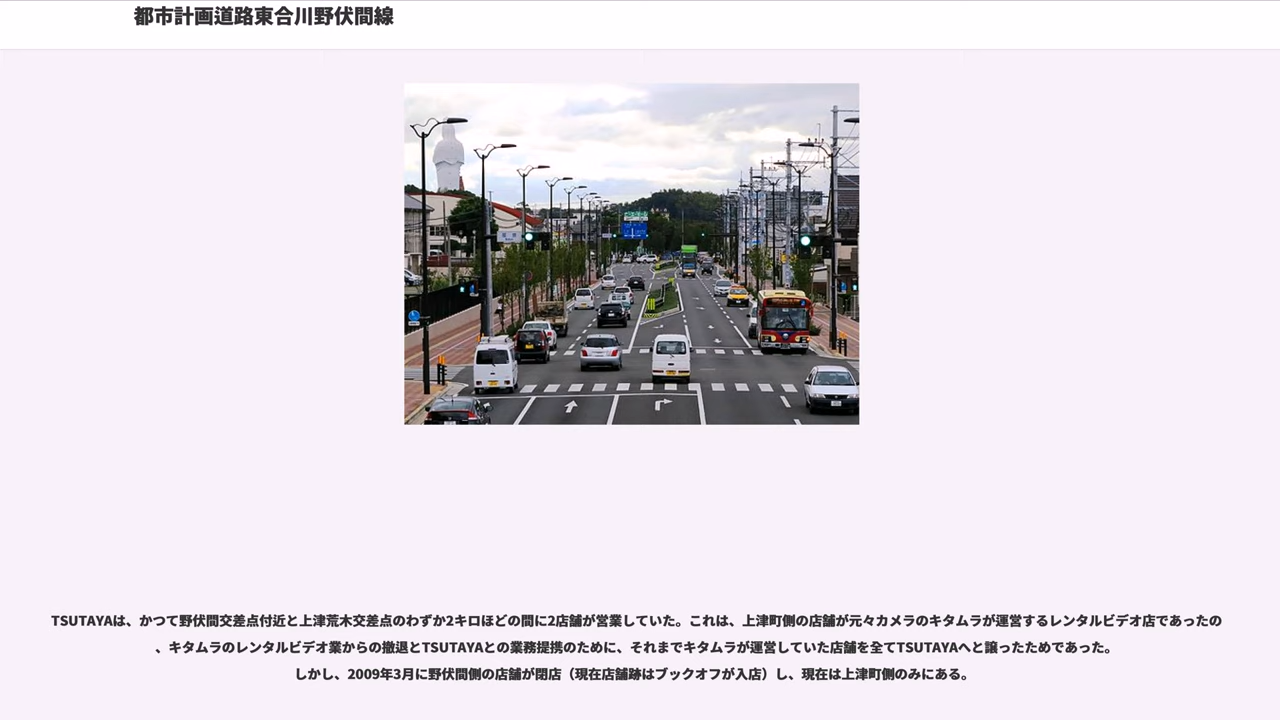 都市計画道路東合川野伏間線
TSUTAYAは、かつて野伏間交差点付近と上津荒木交差点のわずか2キロほどの間に2店舗が営業していた。これは、上津町側の店舗が元々カメラのキタムラが運営するレンタルビデオ店であったの
、キタムラのレンタルビデオ業からの撤退とTSUTAYAとの業務提携のために、それまでキタムラが運営していた店舗を全てTSUTAYAへと譲ったためであった。
しかし、2009年3月に野伏間側の店舗が閉店（現在店舗跡はブックオフが入店）し、現在は上津町側のみにある。